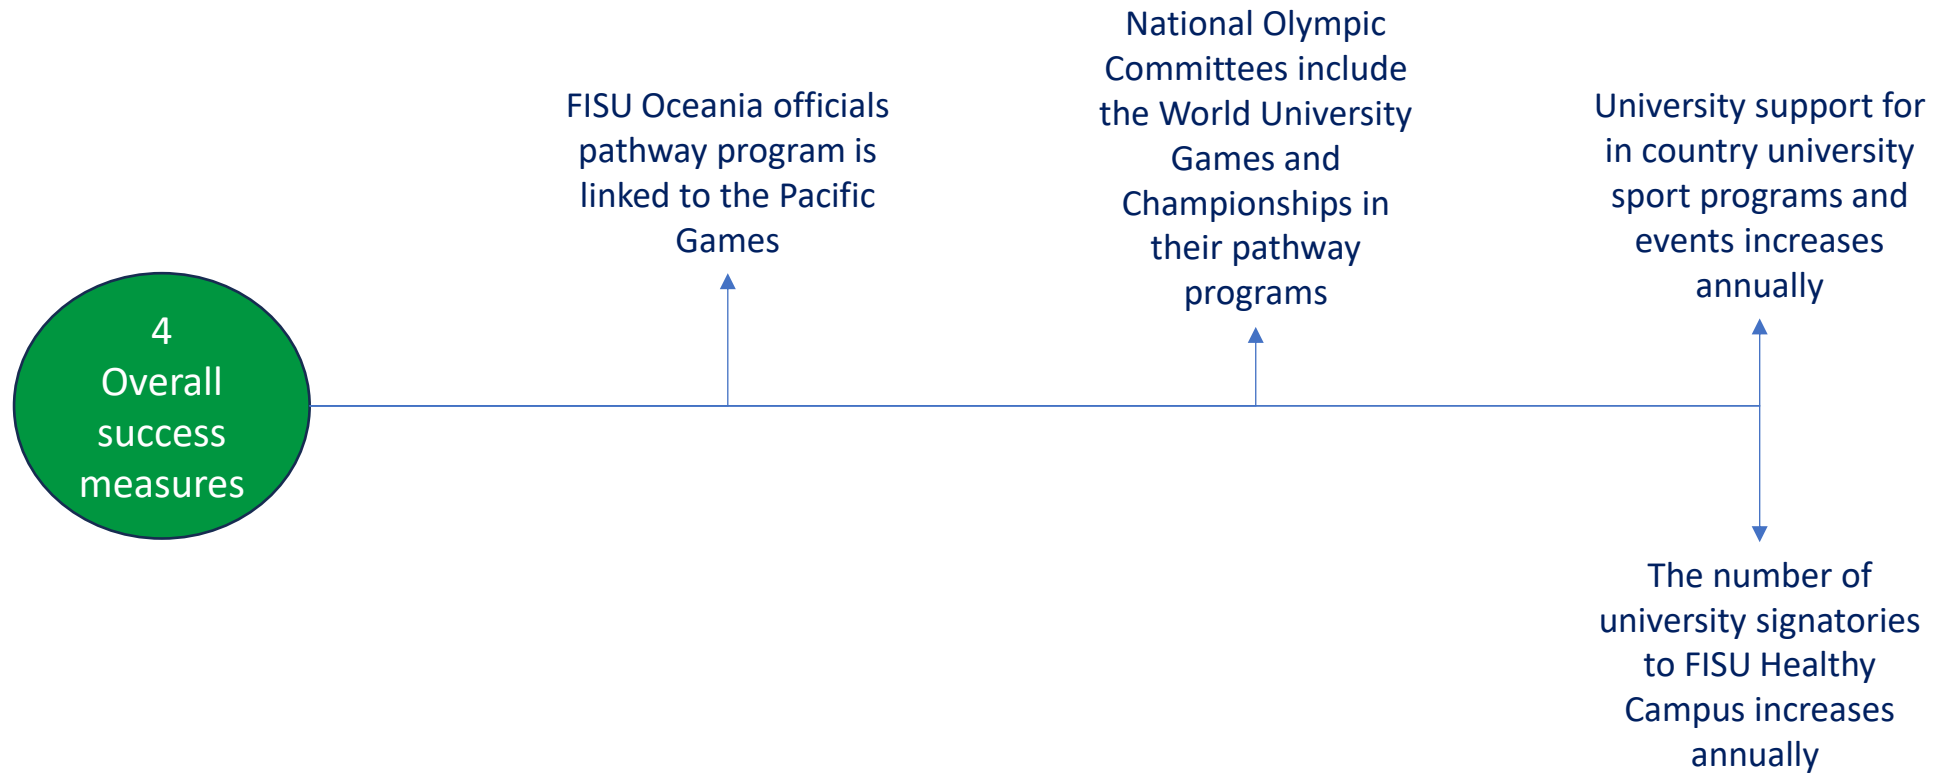 4
Overall
success
measures
FISU Oceania officials
pathway program is
linked to the Pacific
Games
National Olympic
Committees include
the World University
Games and
Championships in
their pathway
programs
University support for
in country university
sport programs and
events increases
annually
The number of
university signatories
to FISU Healthy
Campus increases
annually